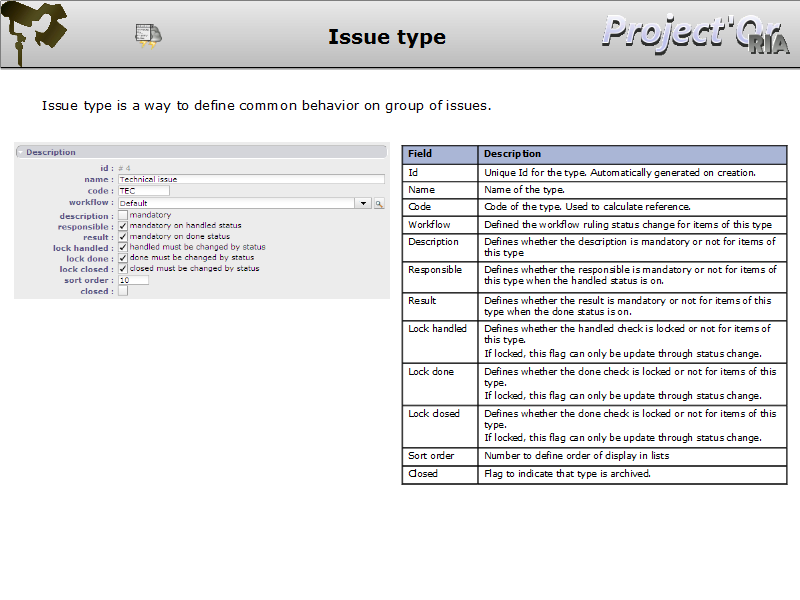 Issue type
Project'Or
RIA
Issue type is a way to define common behavior on group of issues.
Description
id : # 4
name : Technical issue
code : TEC
workflow : Default
description : mandatory
responsible : mandatory on handled status
result : mandatory on done status
lock handled : handled must be changed by status
lock done : done must be changed by status
lock closed : closed must be changed by status
sort order : 10
closed :
Field Description
Id Unique Id for the type. Automatically generated on creation.
Name Name of the type.
Code Code of the type. Used to calculate reference.
Workflow Defined the workflow ruling status change for items of this type
Description Defines whether the description is mandatory or not for items of
this type
Responsible Defines whether the responsible is mandatory or not for items of
this type when the handled status is on.
Result Defines whether the result is mandatory or not for items of this
type when the done status is on.
Lock handled Defines whether the handled check is locked or not for items of
this type.
If locked, this flag can only be update through status change.
Lock done Defines whether the done check is locked or not for items of this
type.
If locked, this flag can only be update through status change.
Lock closed Defines whether the done check is locked or not for items of this
type.
If locked, this flag can only be update through status change.
Sort order Number to define order of display in lists
Closed Flag to indicate that type is archived.